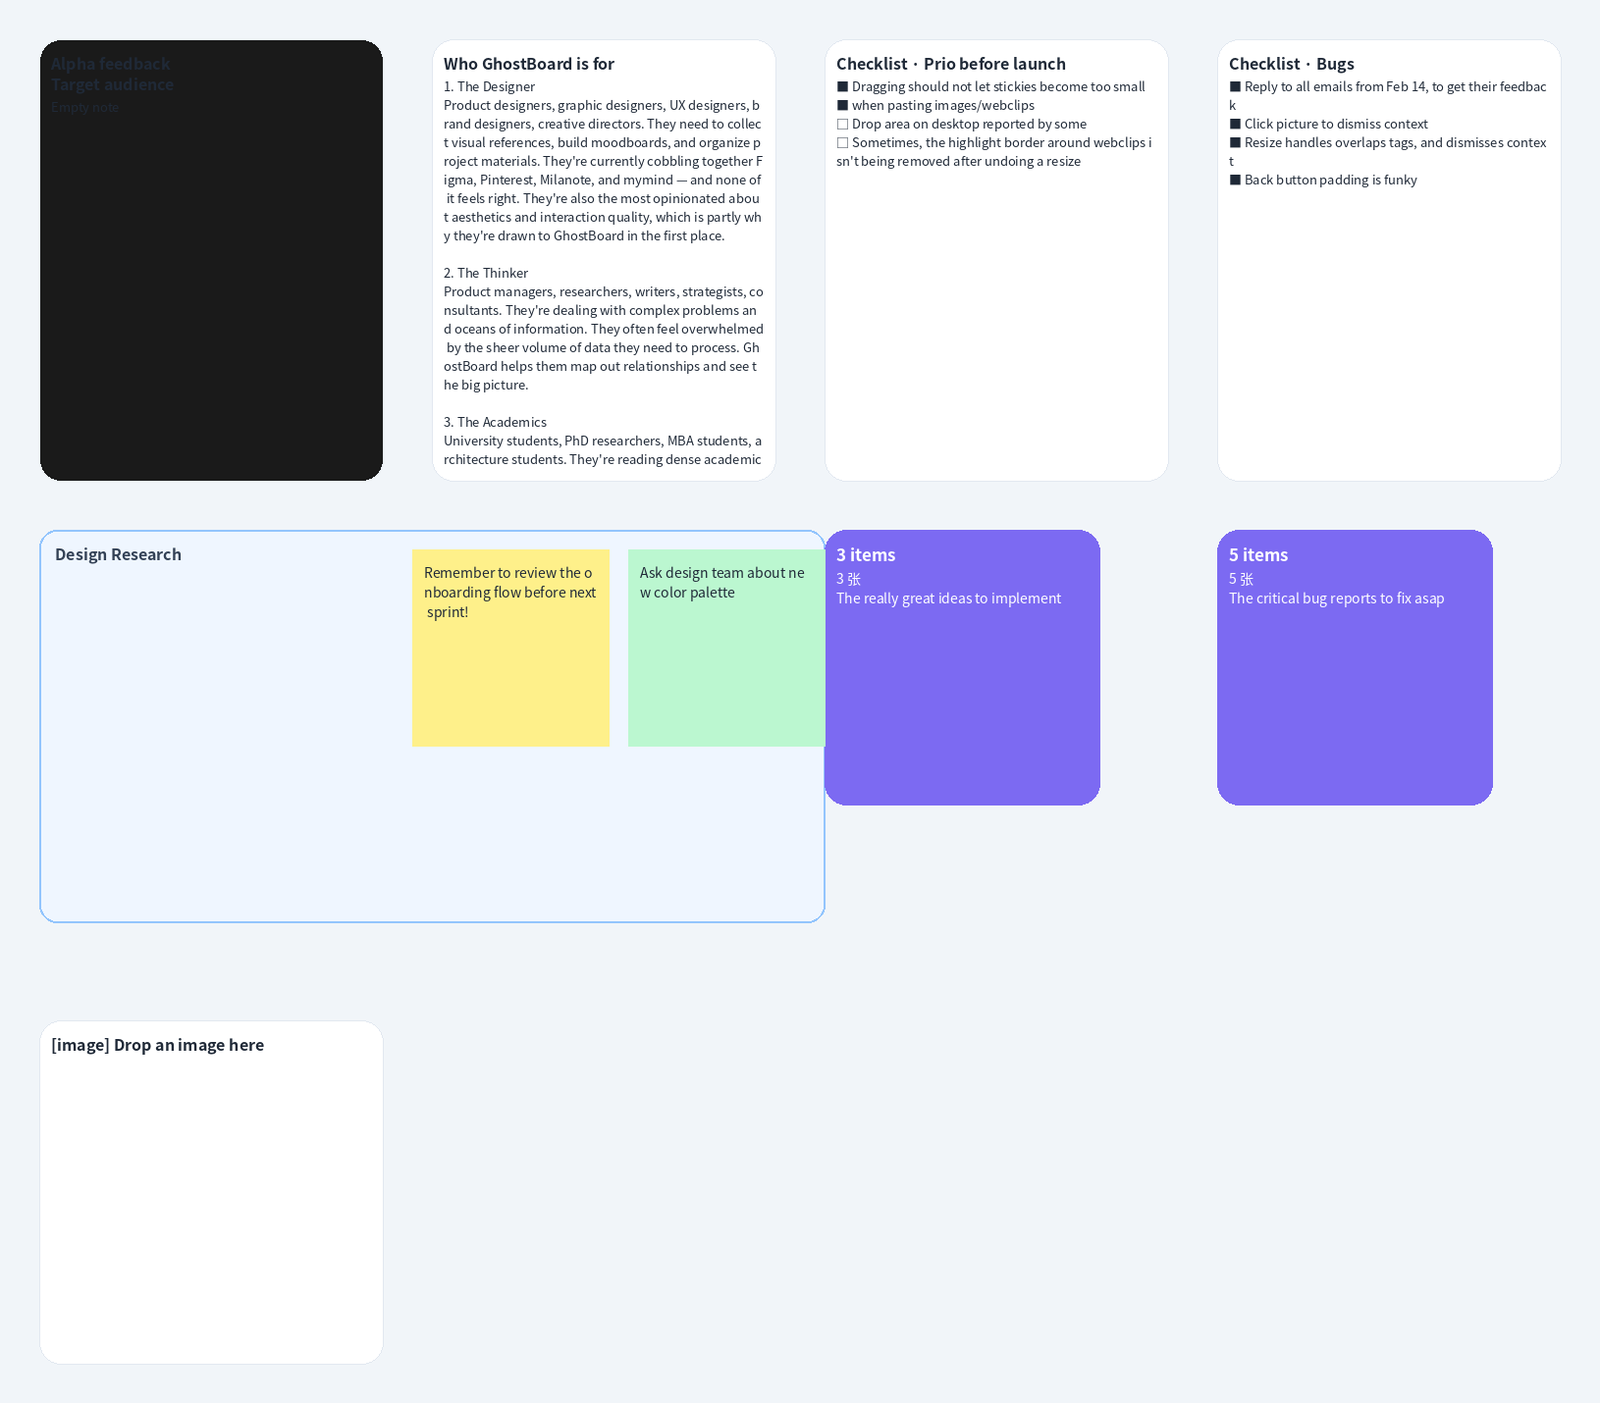 Alpha feedback
Target audience
Empty note
Who GhostBoard is for
1. The Designer
Product designers, graphic designers, UX designers, b
rand designers, creative directors. They need to collec
t visual references, build moodboards, and organize p
roject materials. They're currently cobbling together F
igma, Pinterest, Milanote, and mymind — and none of
it feels right. They're also the most opinionated abou
t aesthetics and interaction quality, which is partly wh
y they're drawn to GhostBoard in the first place.
2. The Thinker
Product managers, researchers, writers, strategists, co
nsultants. They're dealing with complex problems an
d oceans of information. They often feel overwhelmed
by the sheer volume of data they need to process. Gh
ostBoard helps them map out relationships and see t
he big picture.
3. The Academics
University students, PhD researchers, MBA students, a
rchitecture students. They're reading dense academic
Checklist · Prio before launch
■ Dragging should not let stickies become too small
■ when pasting images/webclips
□ Drop area on desktop reported by some
□ Sometimes, the highlight border around webclips i
sn't being removed after undoing a resize
Checklist · Bugs
■ Reply to all emails from Feb 14, to get their feedbac
k
■ Click picture to dismiss context
■ Resize handles overlaps tags, and dismisses contex
t
■ Back button padding is funky
Design Research
Remember to review the o
nboarding flow before next
sprint!
Ask design team about ne
w color palette
3 items
3 张
The really great ideas to implement
5 items
5 张
The critical bug reports to fix asap
[image] Drop an image here